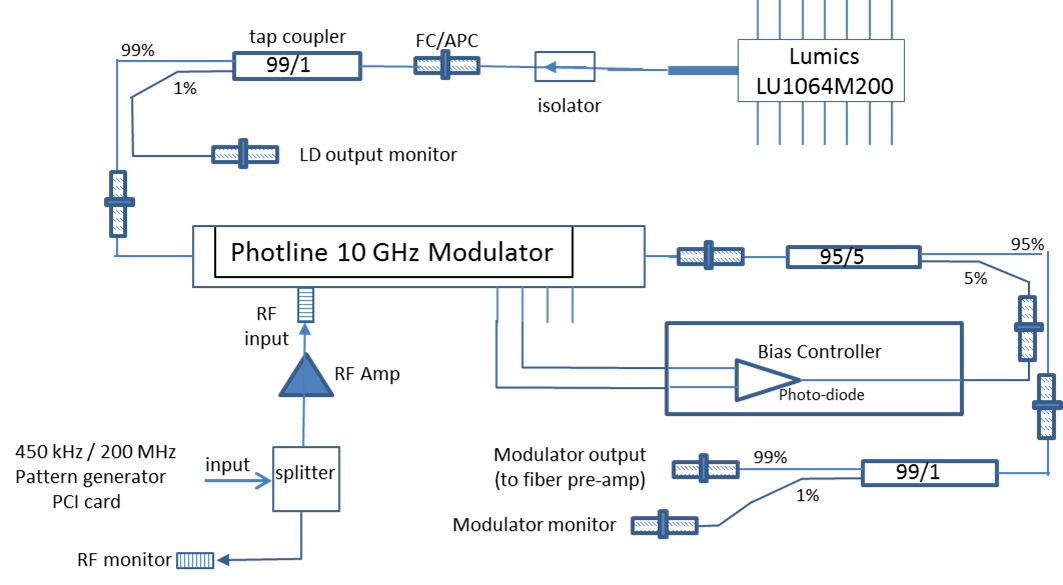 tap coupler
FC/APC
99%
99/1
1%
isolator
Lumics
LU1064M200
LD output monitor
Photline 10 GHz Modulator
95/5
95%
5%
RF
input
RF Amp
Bias Controller
Photo-diode
450 kHz / 200 MHz
Pattern generator
PCI card
input
splitter
Modulator output
(to fiber pre-amp)
99%
99/1
1%
Modulator monitor
RF monitor